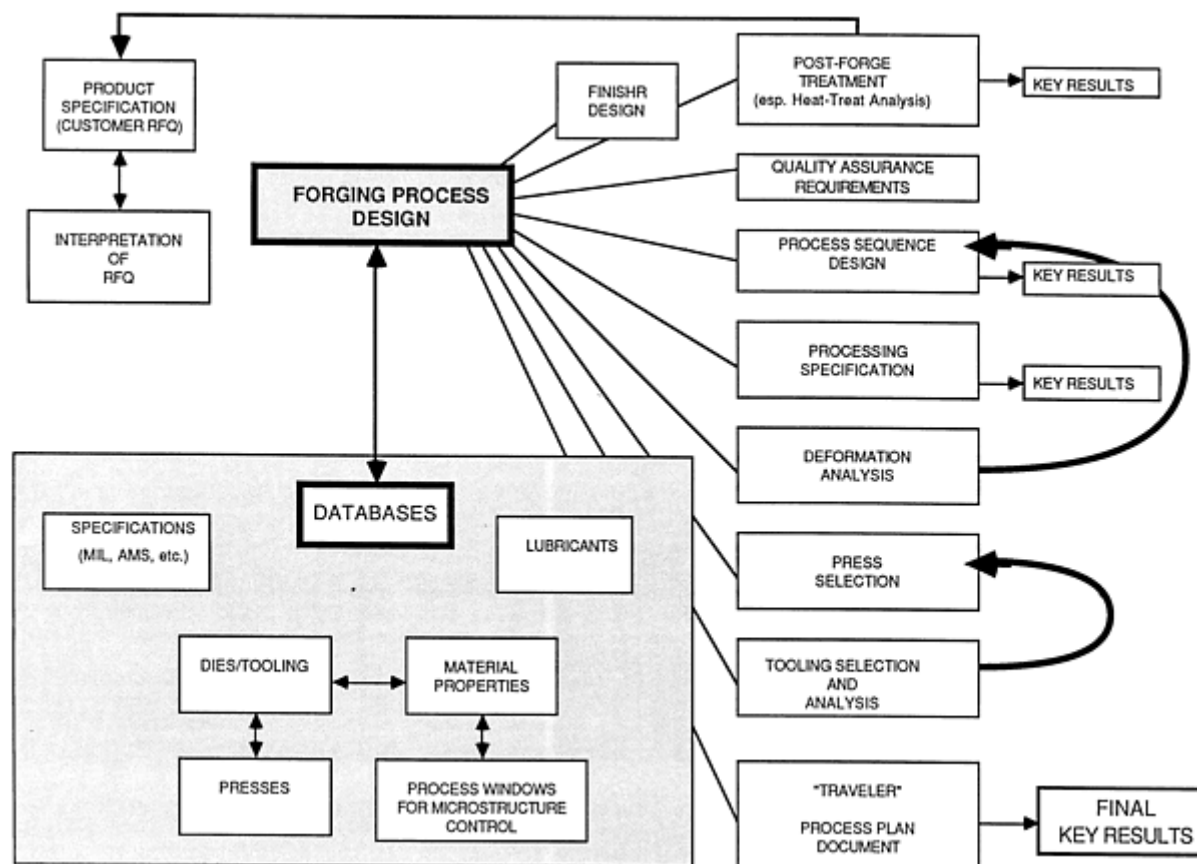 PRODUCT
SPECIFICATION
(CUSTOMER RFQ)
INTERPRETATION
OF
RFQ
FINISHR
DESIGN
FORGING PROCESS
DESIGN
POST-FORGE
TREATMENT
(esp. Heat-Treat Analysis)
KEY RESULTS
QUALITY ASSURANCE
REQUIREMENTS
PROCESS SEQUENCE
DESIGN
KEY RESULTS
PROCESSING
SPECIFICATION
KEY RESULTS
DEFORMATION
ANALYSIS
PRESS
SELECTION
TOOLING SELECTION
AND
ANALYSIS
"TRAVELER"
PROCESS PLAN
DOCUMENT
FINAL
KEY RESULTS
DATABASES
SPECIFICATIONS
(MIL, AMS, etc.)
LUBRICANTS
DIES/TOOLING
MATERIAL
PROPERTIES
PRESSES
PROCESS WINDOWS
FOR MICROSTRUCTURE
CONTROL